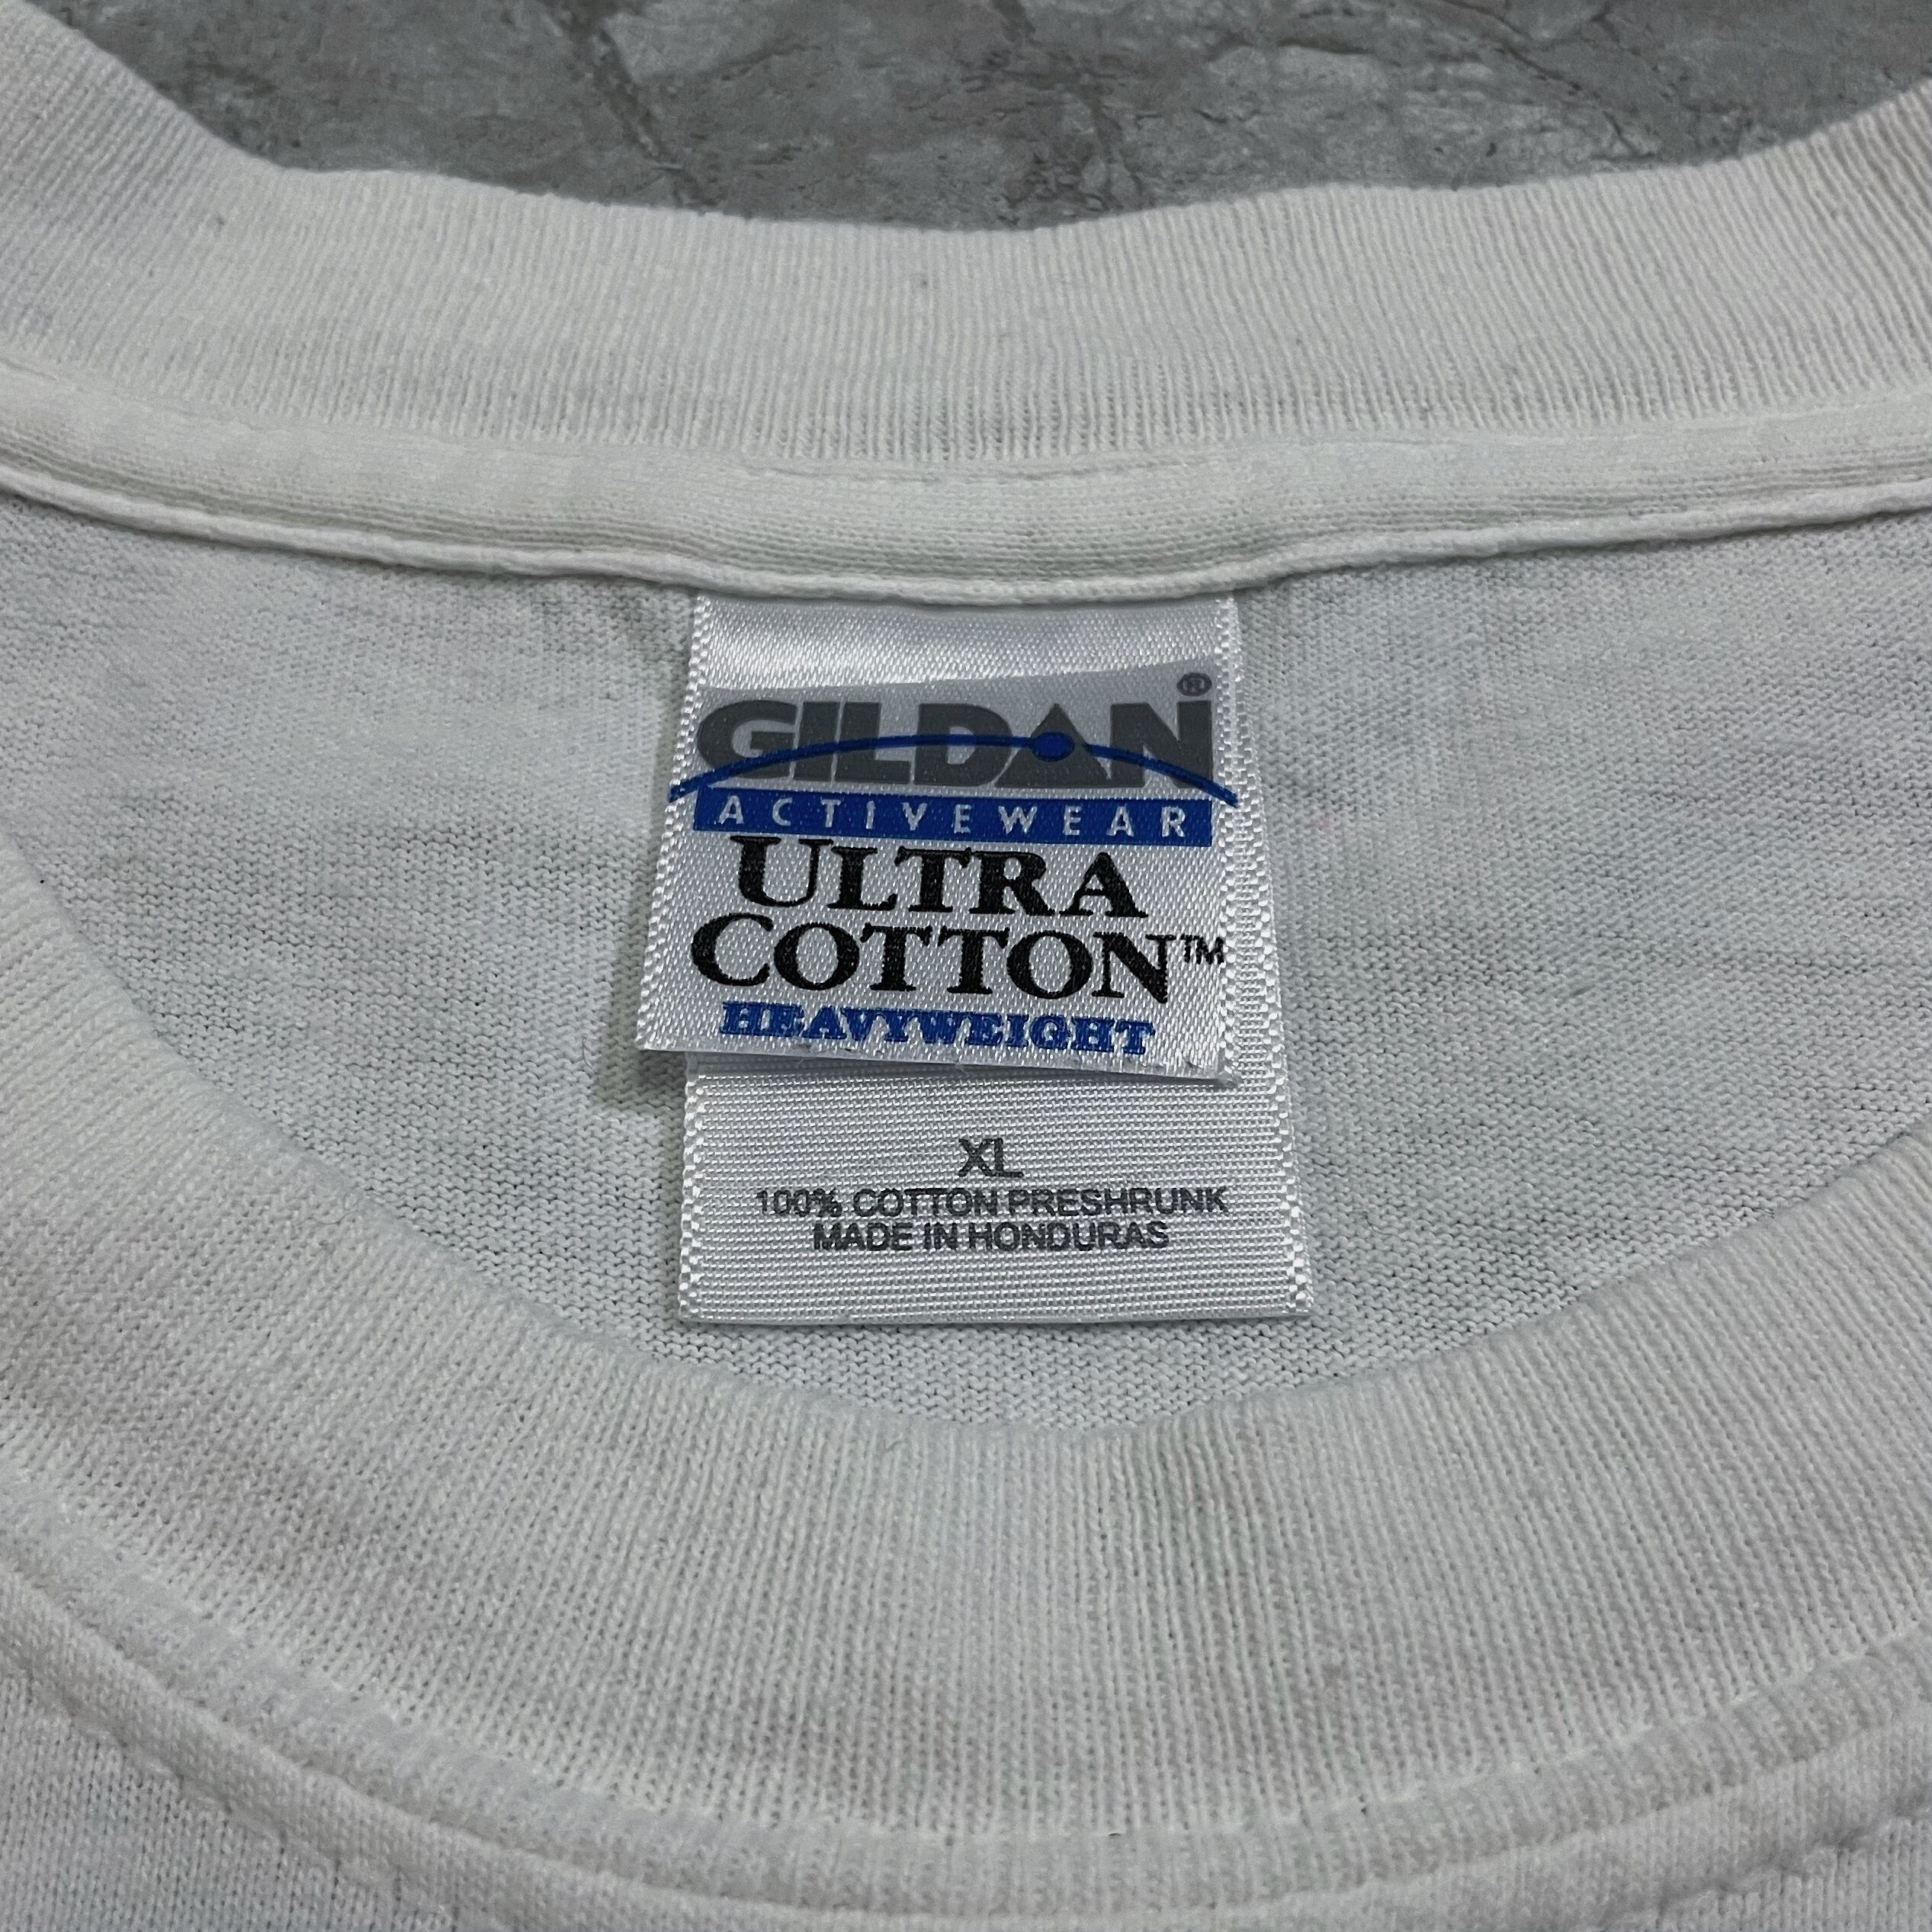 GILDAN®
ACTIVEWEAR
ULTRA
COTTON™
HEAVYWEIGHT
XL
100% COTTON PRESHRUNK
MADE IN HONDURAS